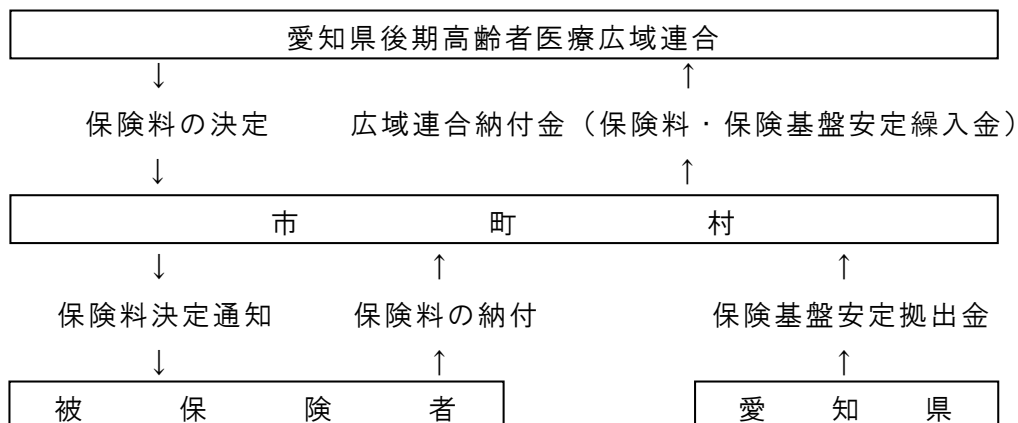 愛知県後期高齢者医療広域連合
↓ ↑
保険料の決定 広域連合納付金（保険料・保険基盤安定繰入金）
↓ ↑
市町村
↓ ↑ ↑
保険料決定通知 保険料の納付 保険基盤安定拠出金
↓ ↑ ↑
被保険者 愛知県